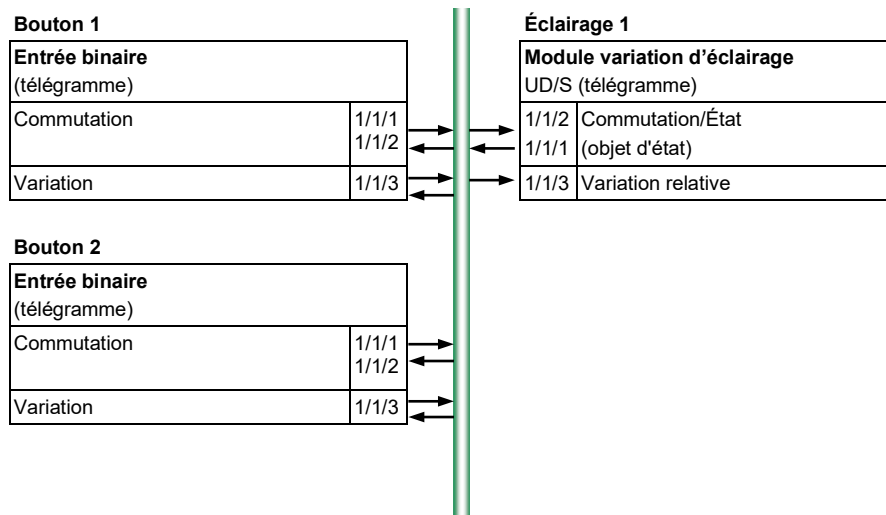 Bouton 1
Entrée binaire
(télégramme)
Commutation 1/1/1
1/1/2
Variation 1/1/3
Éclairage 1
Module variation d’éclairage
UD/S (télégramme)
1/1/2 Commutation/État
1/1/1 (objet d'état)
1/1/3 Variation relative
Bouton 2
Entrée binaire
(télégramme)
Commutation 1/1/1
1/1/2
Variation 1/1/3